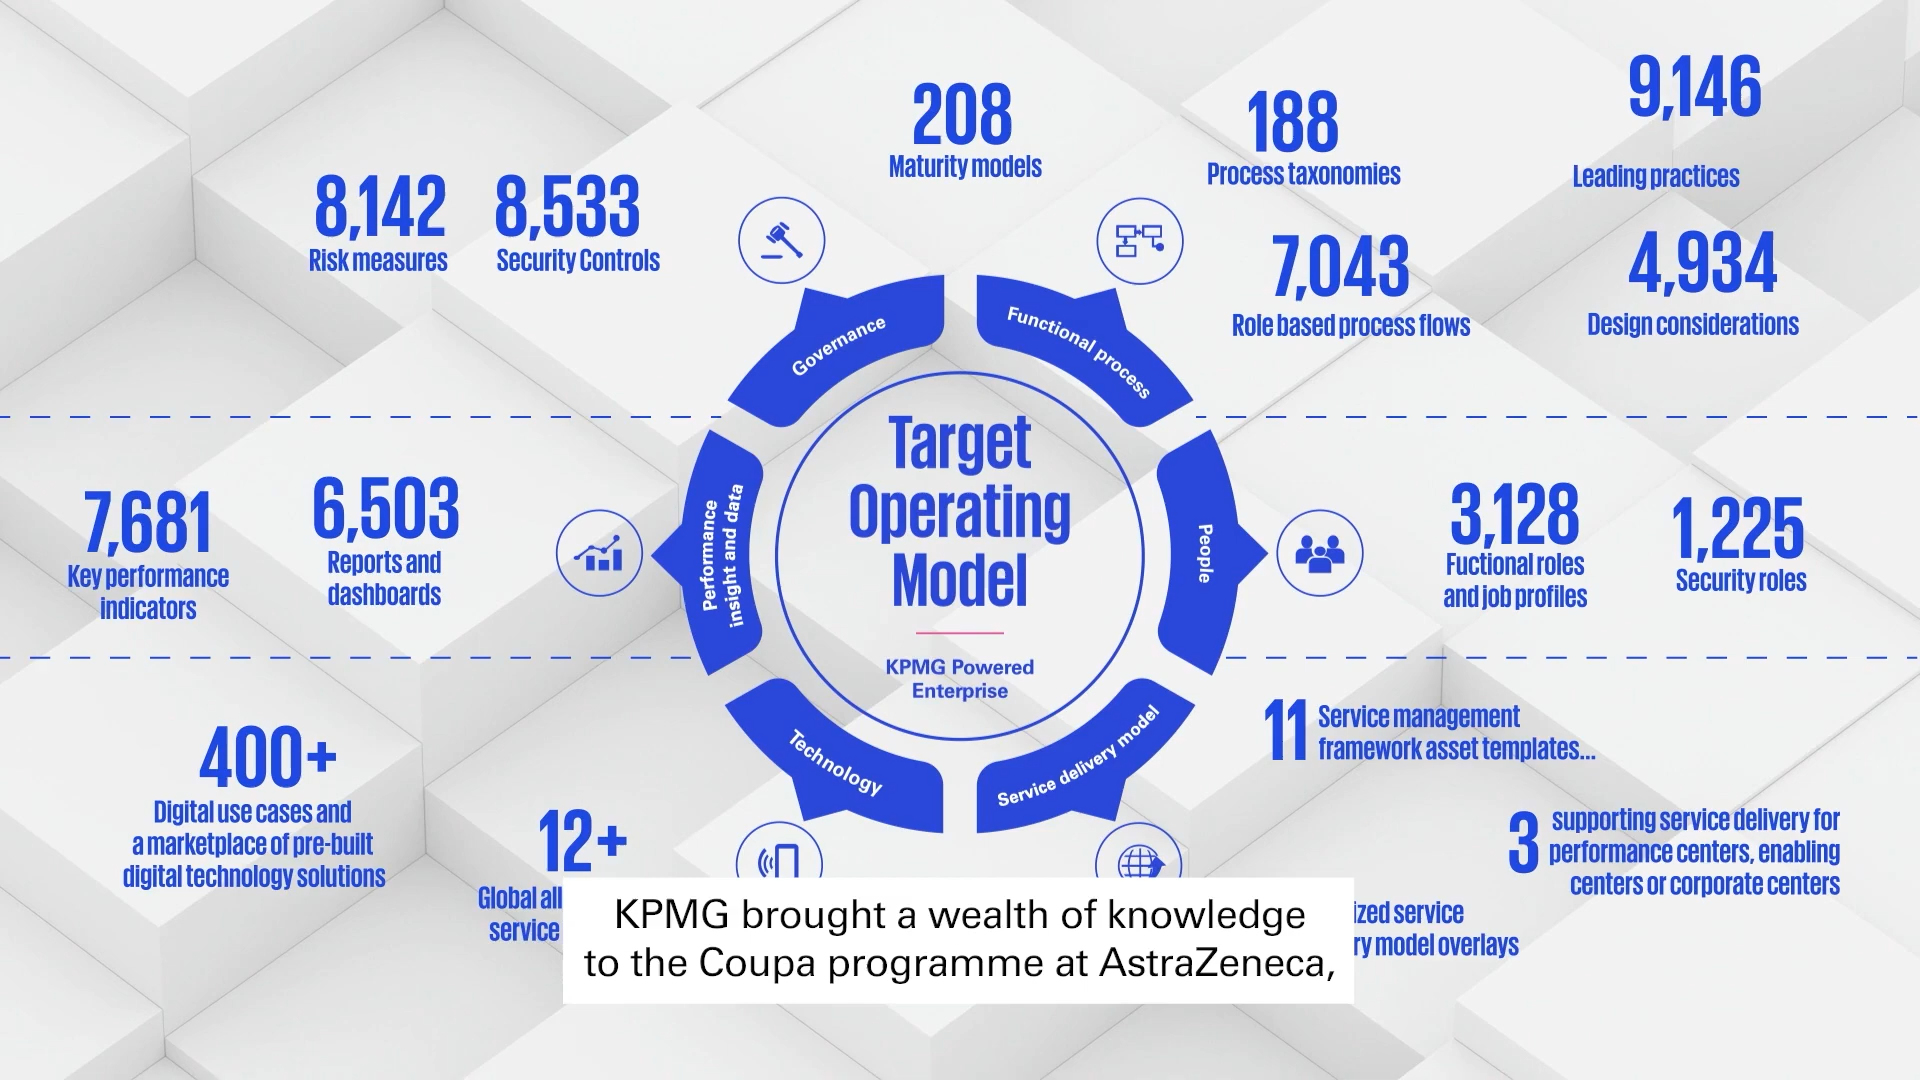 208
Maturity models
8,142
Risk measures
8,533
Security Controls
188
Process taxonomies
9,146
Leading practices
7,043
Role based process flows
4,934
Design considerations
Governance
Functional process
Performance
insight and data
People
Technology
Service delivery model
Target
Operating
Model
KPMG Powered
Enterprise
7,681
Key performance
indicators
6,503
Reports and
dashboards
3,128
Fuctional roles
and job profiles
1,225
Security roles
400+
Digital use cases and
a marketplace of pre-built
digital technology solutions
12+
Global all
service
11 Service management
framework asset templates...
3 supporting service delivery for
performance centers, enabling
centers or corporate centers
service
model overlays
KPMG brought a wealth of knowledge
to the Coupa programme at AstraZeneca,